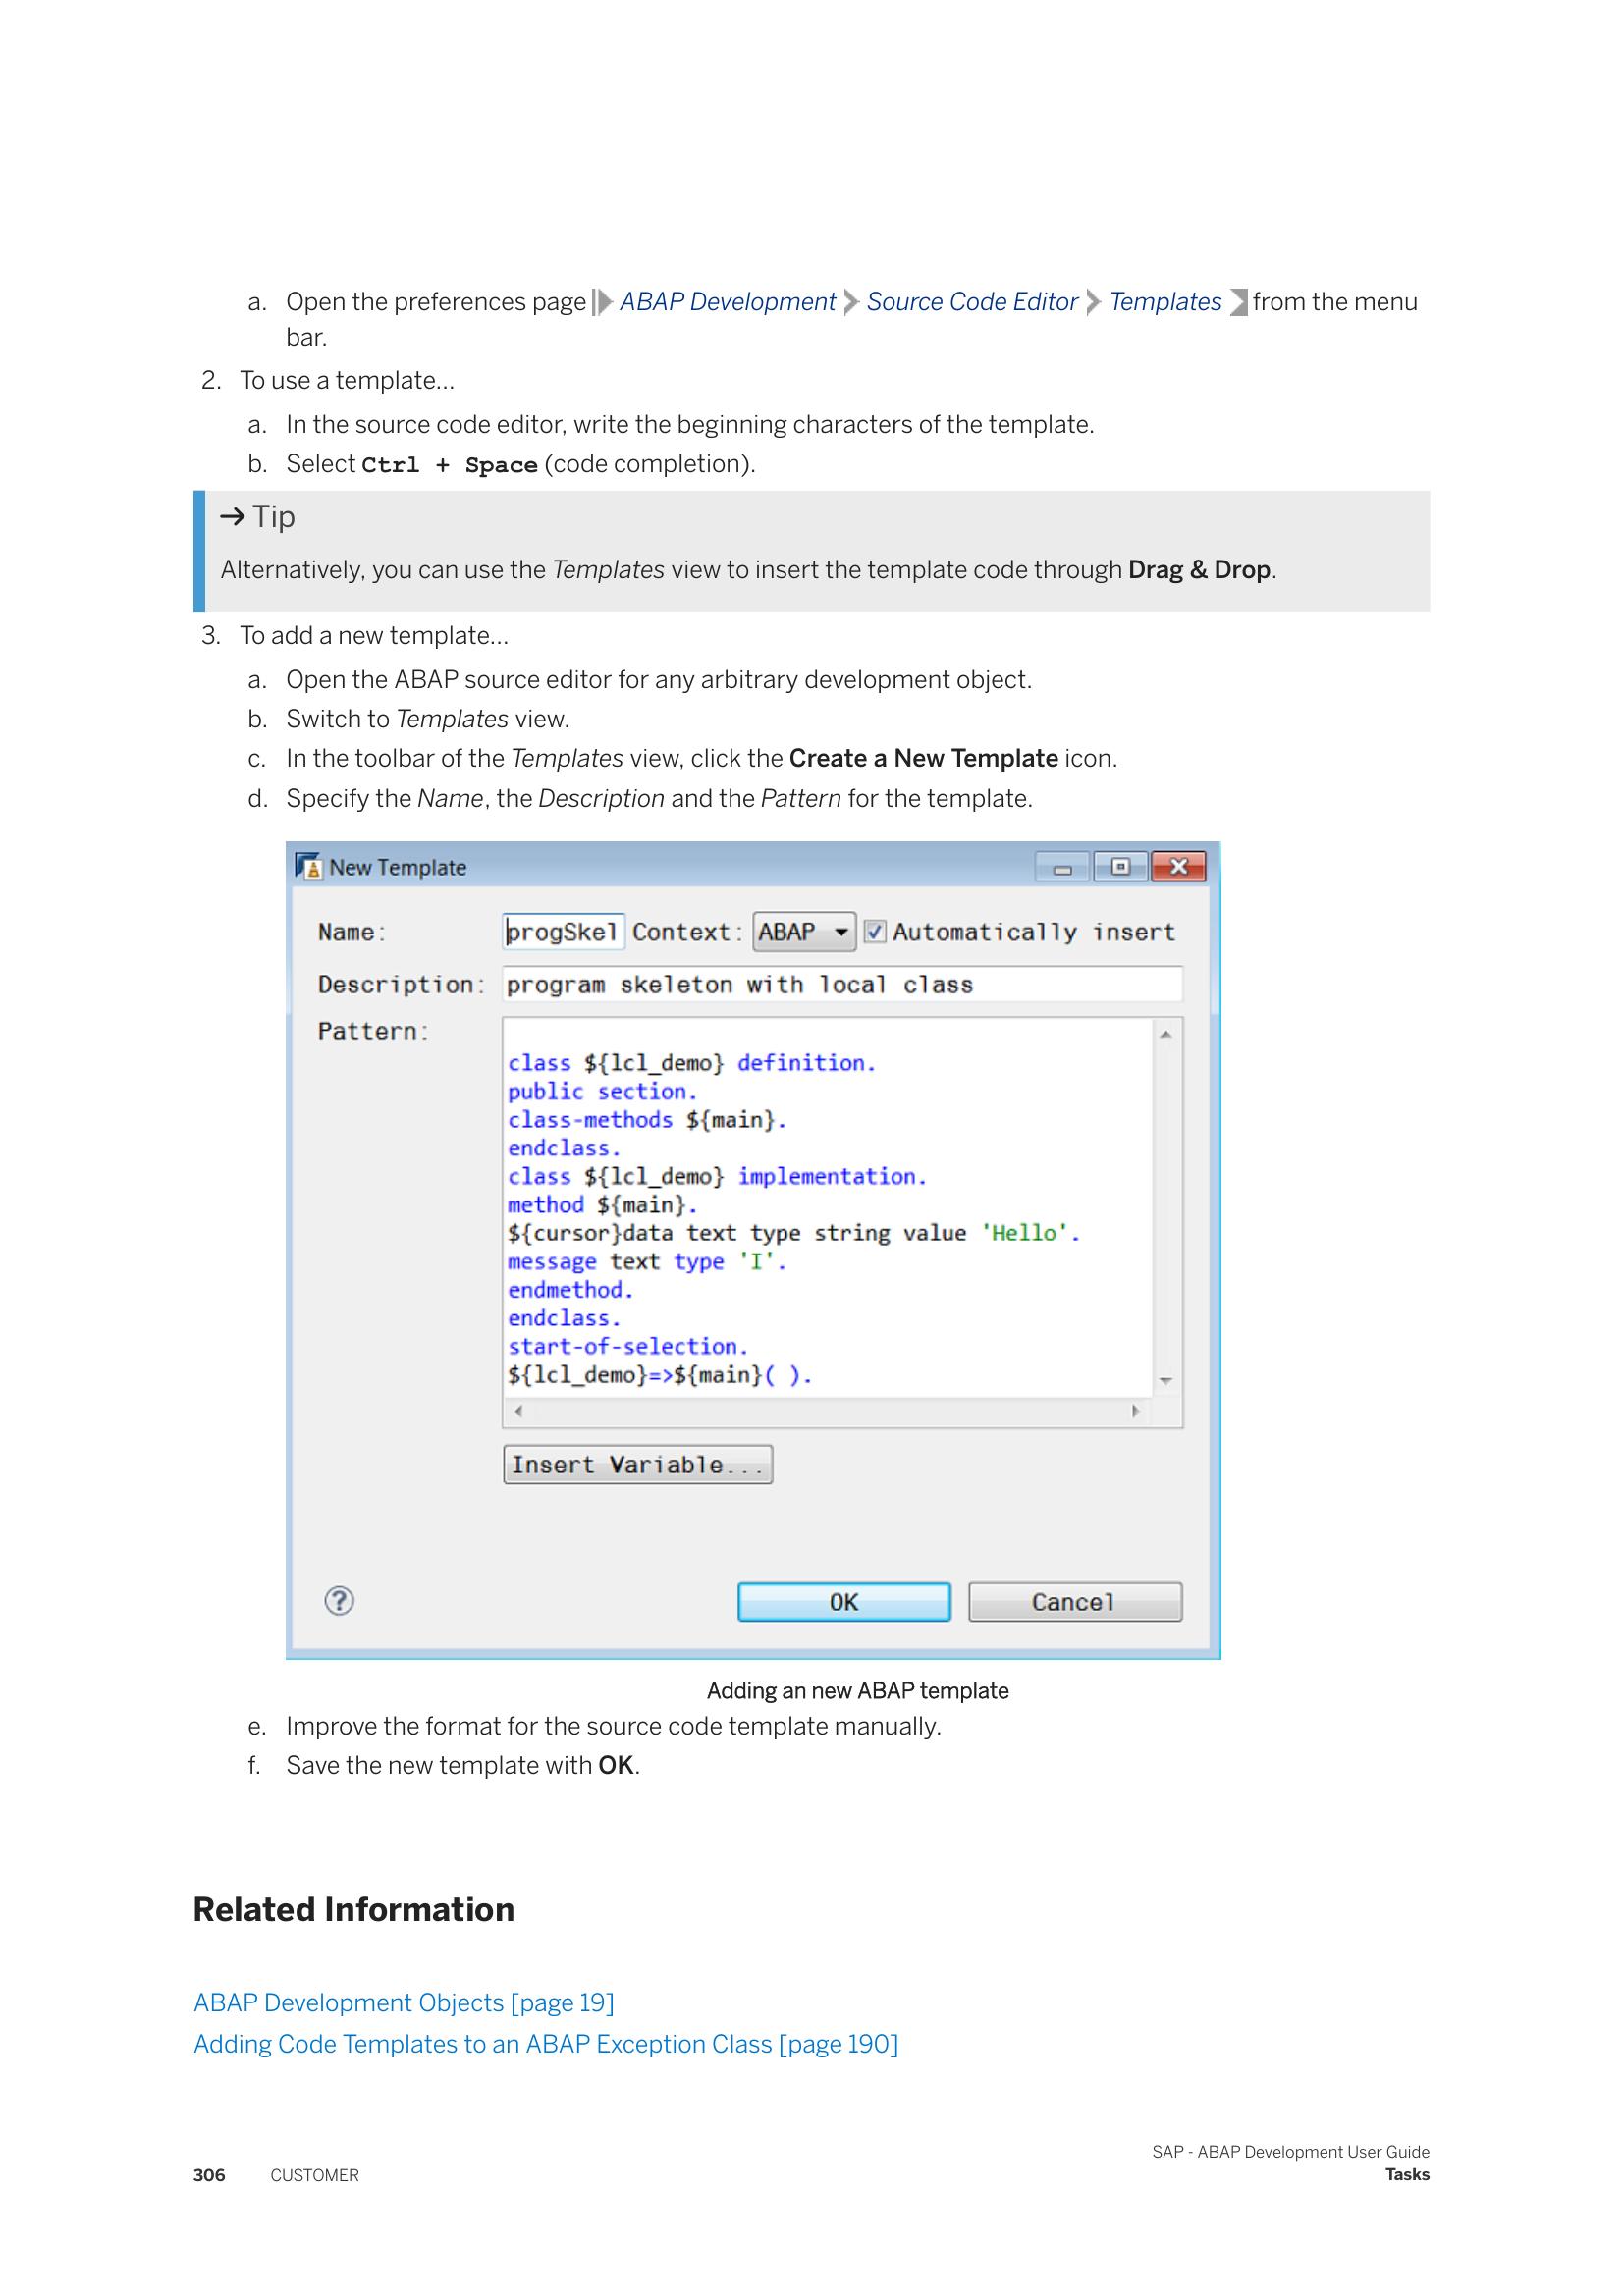 a. Open the preferences page ABAP Development Source Code Editor Templates from the menu
bar.
2. To use a template...
a. In the source code editor, write the beginning characters of the template.
b. Select Ctrl + Space (code completion).
→ Tip
Alternatively, you can use the Templates view to insert the template code through Drag & Drop.
3. To add a new template...
a. Open the ABAP source editor for any arbitrary development object.
b. Switch to Templates view.
c. In the toolbar of the Templates view, click the Create a New Template icon.
d. Specify the Name, the Description and the Pattern for the template.
New Template
Name: progSkel Context: ABAP Automatically insert
Description: program skeleton with local class
Pattern:
class ${lcl_demo} definition.
public section.
class-methods ${main}.
endclass.
class ${lcl_demo} implementation.
method ${main}.
${cursor}data text type string value 'Hello'.
message text type 'I'.
endmethod.
endclass.
start-of-selection.
${lcl_demo}=>${main}( ).
Insert Variable...
? OK Cancel
Adding an new ABAP template
e. Improve the format for the source code template manually.
f. Save the new template with OK.
Related Information
ABAP Development Objects [page 19]
Adding Code Templates to an ABAP Exception Class [page 190]
SAP - ABAP Development User Guide
306 CUSTOMER Tasks